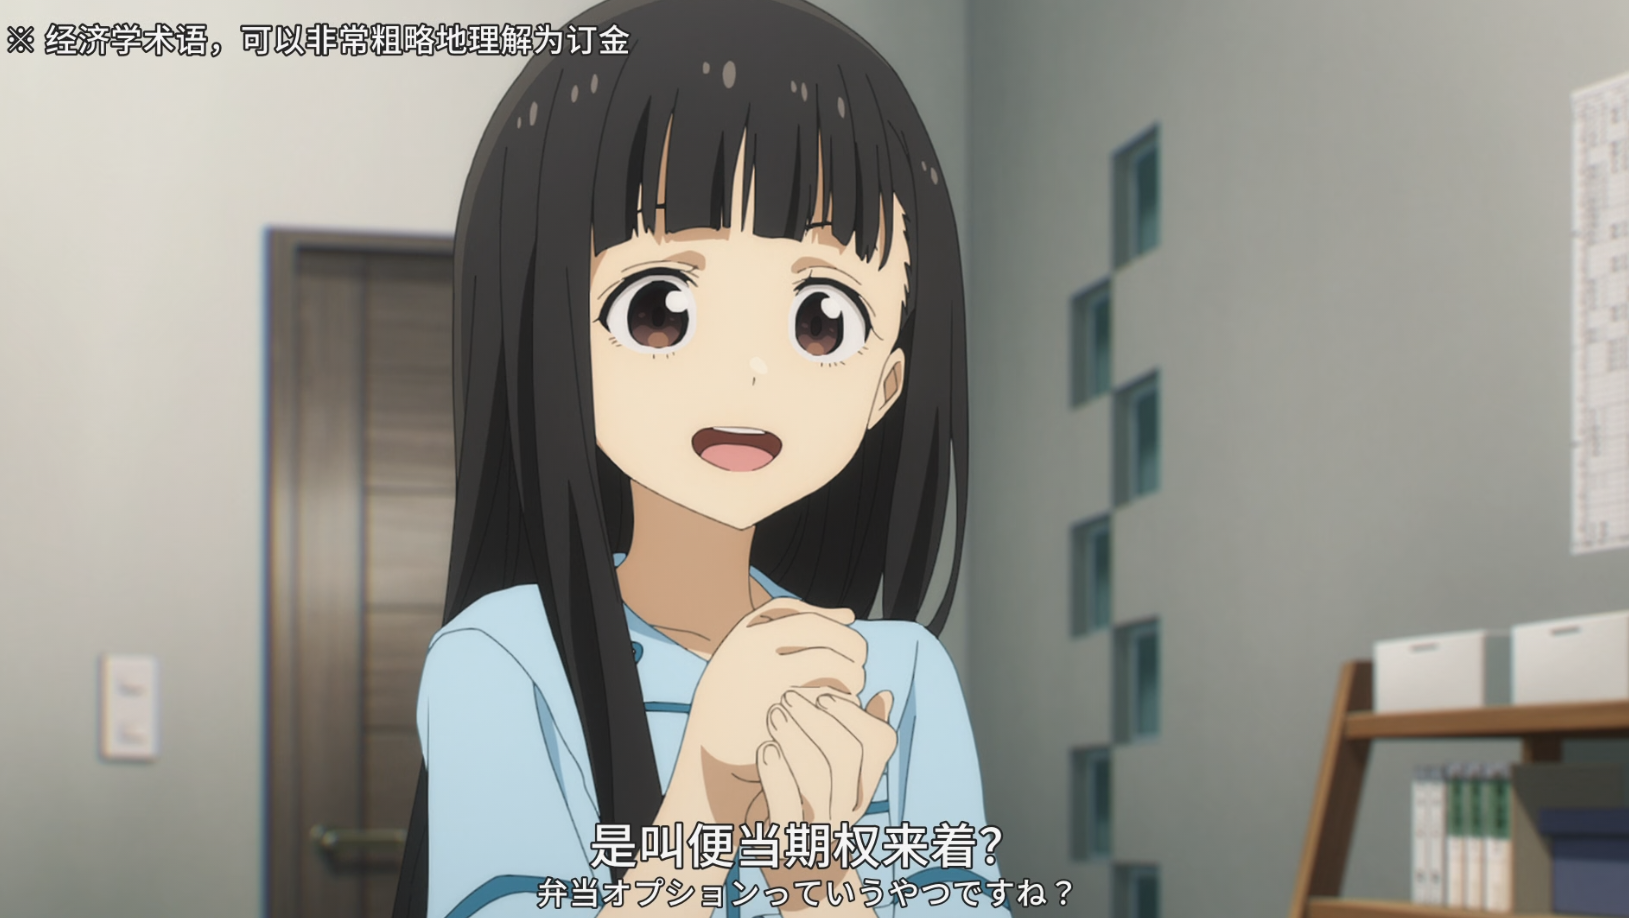 ※ 经济学术语，可以非常粗略地理解为订金
是叫便当期权来着？
弁当オプションっていうやつですね？